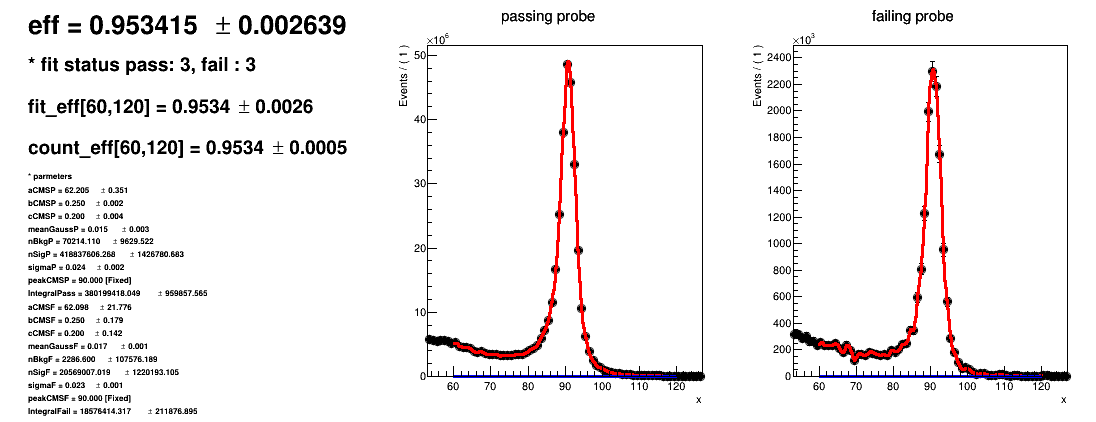 eff = 0.953415 ± 0.002639
* fit status pass: 3, fail : 3
fit_eff[60,120] = 0.9534 ± 0.0026
count_eff[60,120] = 0.9534 ± 0.0005
* parmeters
aCMSP = 62.205 ± 0.351
bCMSP = 0.250 ± 0.002
cCMSP = 0.200 ± 0.004
meanGaussP = 0.015 ± 0.003
nBkgP = 70214.110 ± 9629.522
nSigP = 418837606.268 ± 1426780.683
sigmaP = 0.024 ± 0.002
peakCMSP = 90.000 [Fixed]
IntegralPass = 380199418.049 ± 959857.565
aCMSF = 62.098 ± 21.776
bCMSF = 0.250 ± 0.179
cCMSF = 0.200 ± 0.142
meanGaussF = 0.017 ± 0.001
nBkgF = 2286.600 ± 107576.189
nSigF = 20569007.019 ± 1220193.105
sigmaF = 0.023 ± 0.001
peakCMSF = 90.000 [Fixed]
IntegralFail = 18576414.317 ± 211876.895
passing probe
×10⁶
Events / ( 1 )
50
40
30
20
10
0
60 70 80 90 100 110 120
x
failing probe
×10³
Events / ( 1 )
2400
2200
2000
1800
1600
1400
1200
1000
800
600
400
200
0
60 70 80 90 100 110 120
x